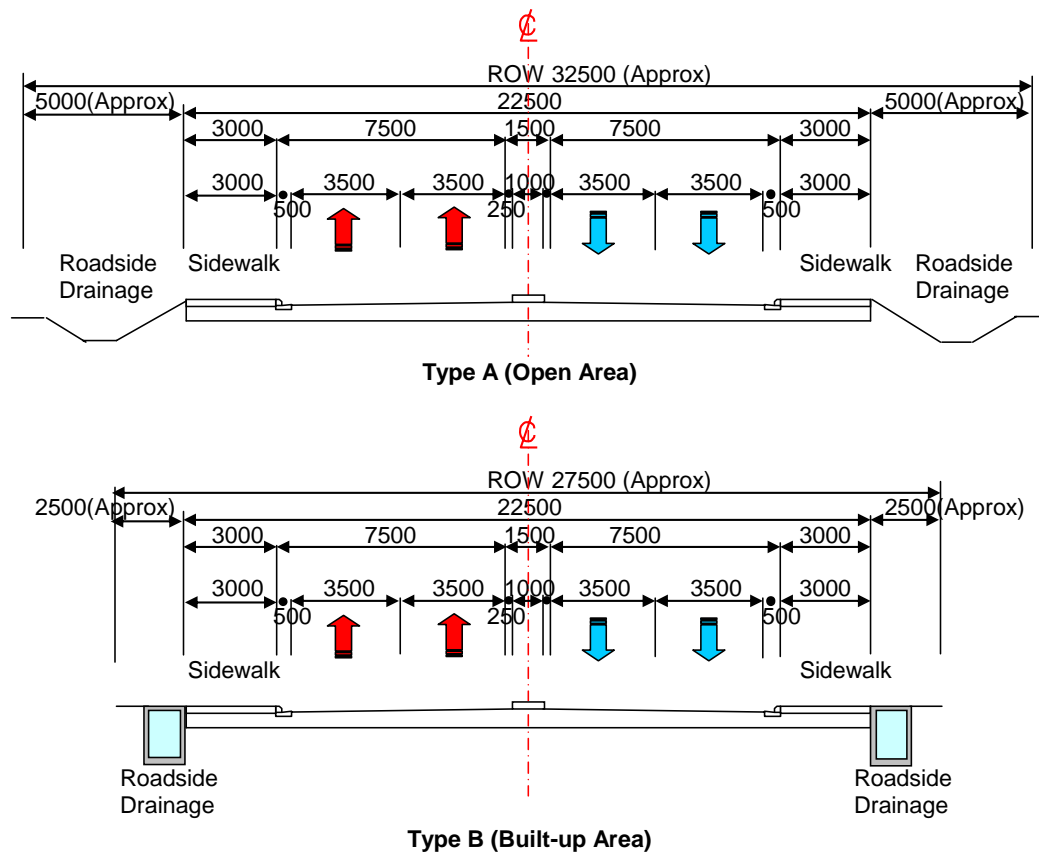 ℄
ROW 32500 (Approx)
5000(Approx) 22500 5000(Approx)
3000 7500 1500 7500 3000
3000 3500 3500 1000 3500 3500 3000
500 250 500
Roadside Drainage
Sidewalk
Sidewalk
Roadside Drainage
Type A (Open Area)
℄
ROW 27500 (Approx)
2500(Approx) 22500 2500(Approx)
3000 7500 1500 7500 3000
3000 3500 3500 1000 3500 3500 3000
500 250 500
Sidewalk
Sidewalk
Roadside Drainage
Roadside Drainage
Type B (Built-up Area)